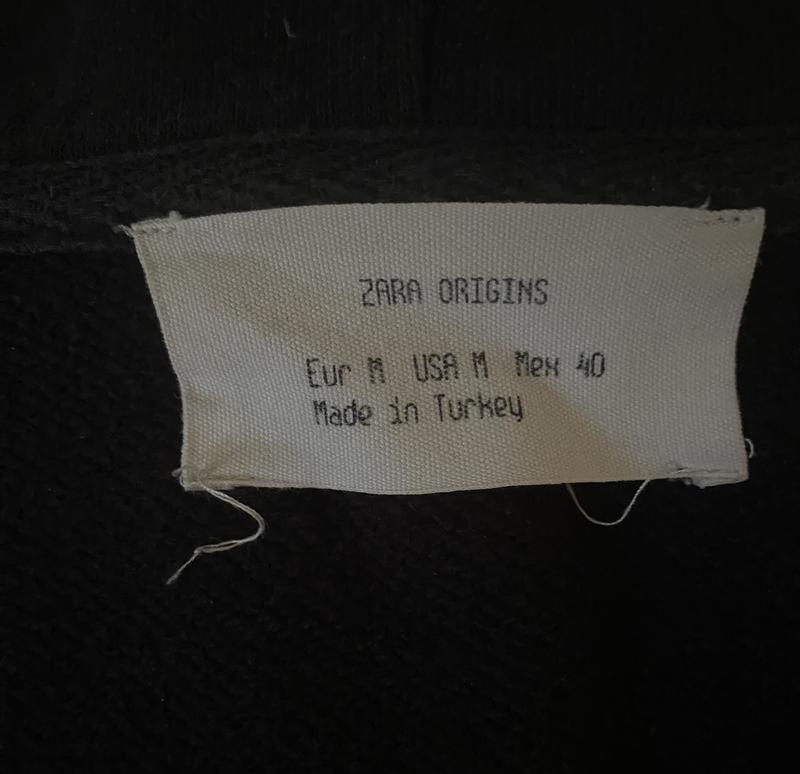 ZARA ORIGINS
Eur M USA M Mex 40
Made in Turkey